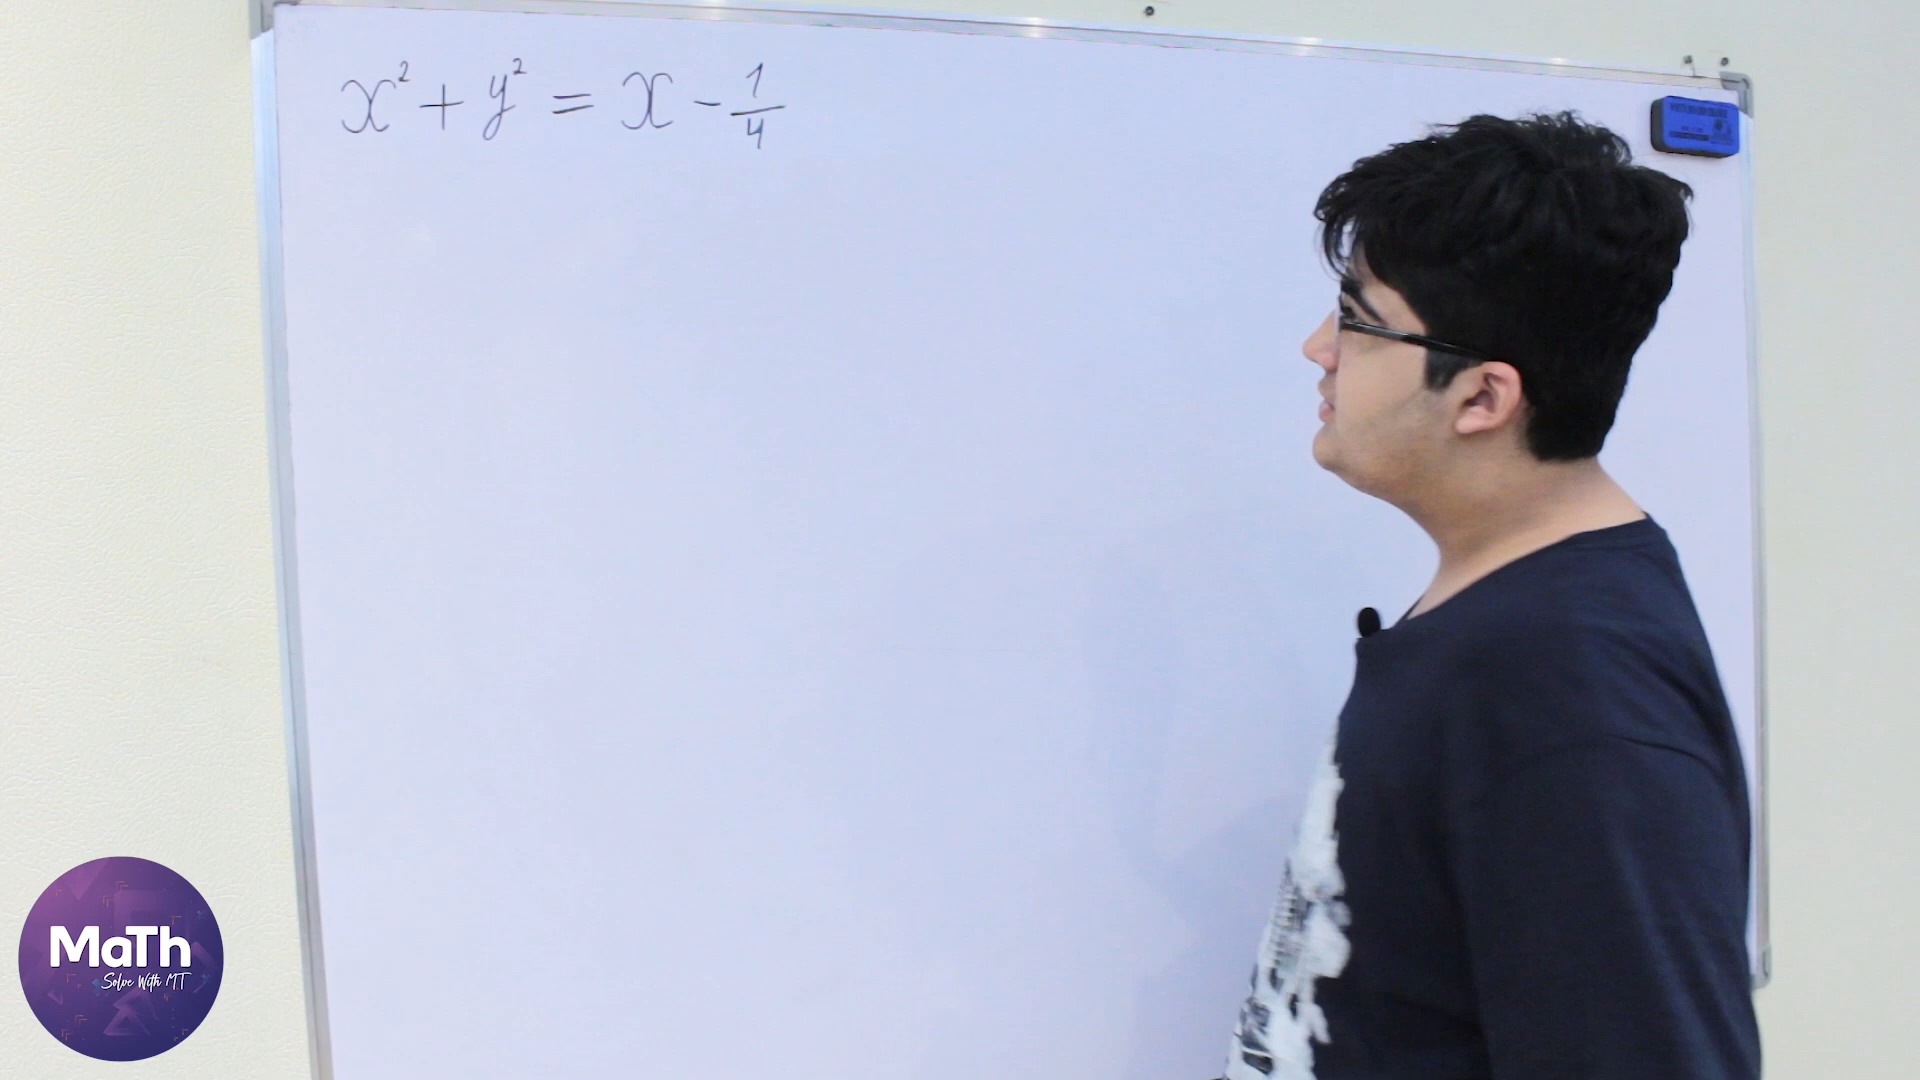 x² + y² = x - 1/4
MaTh
Solve With MT